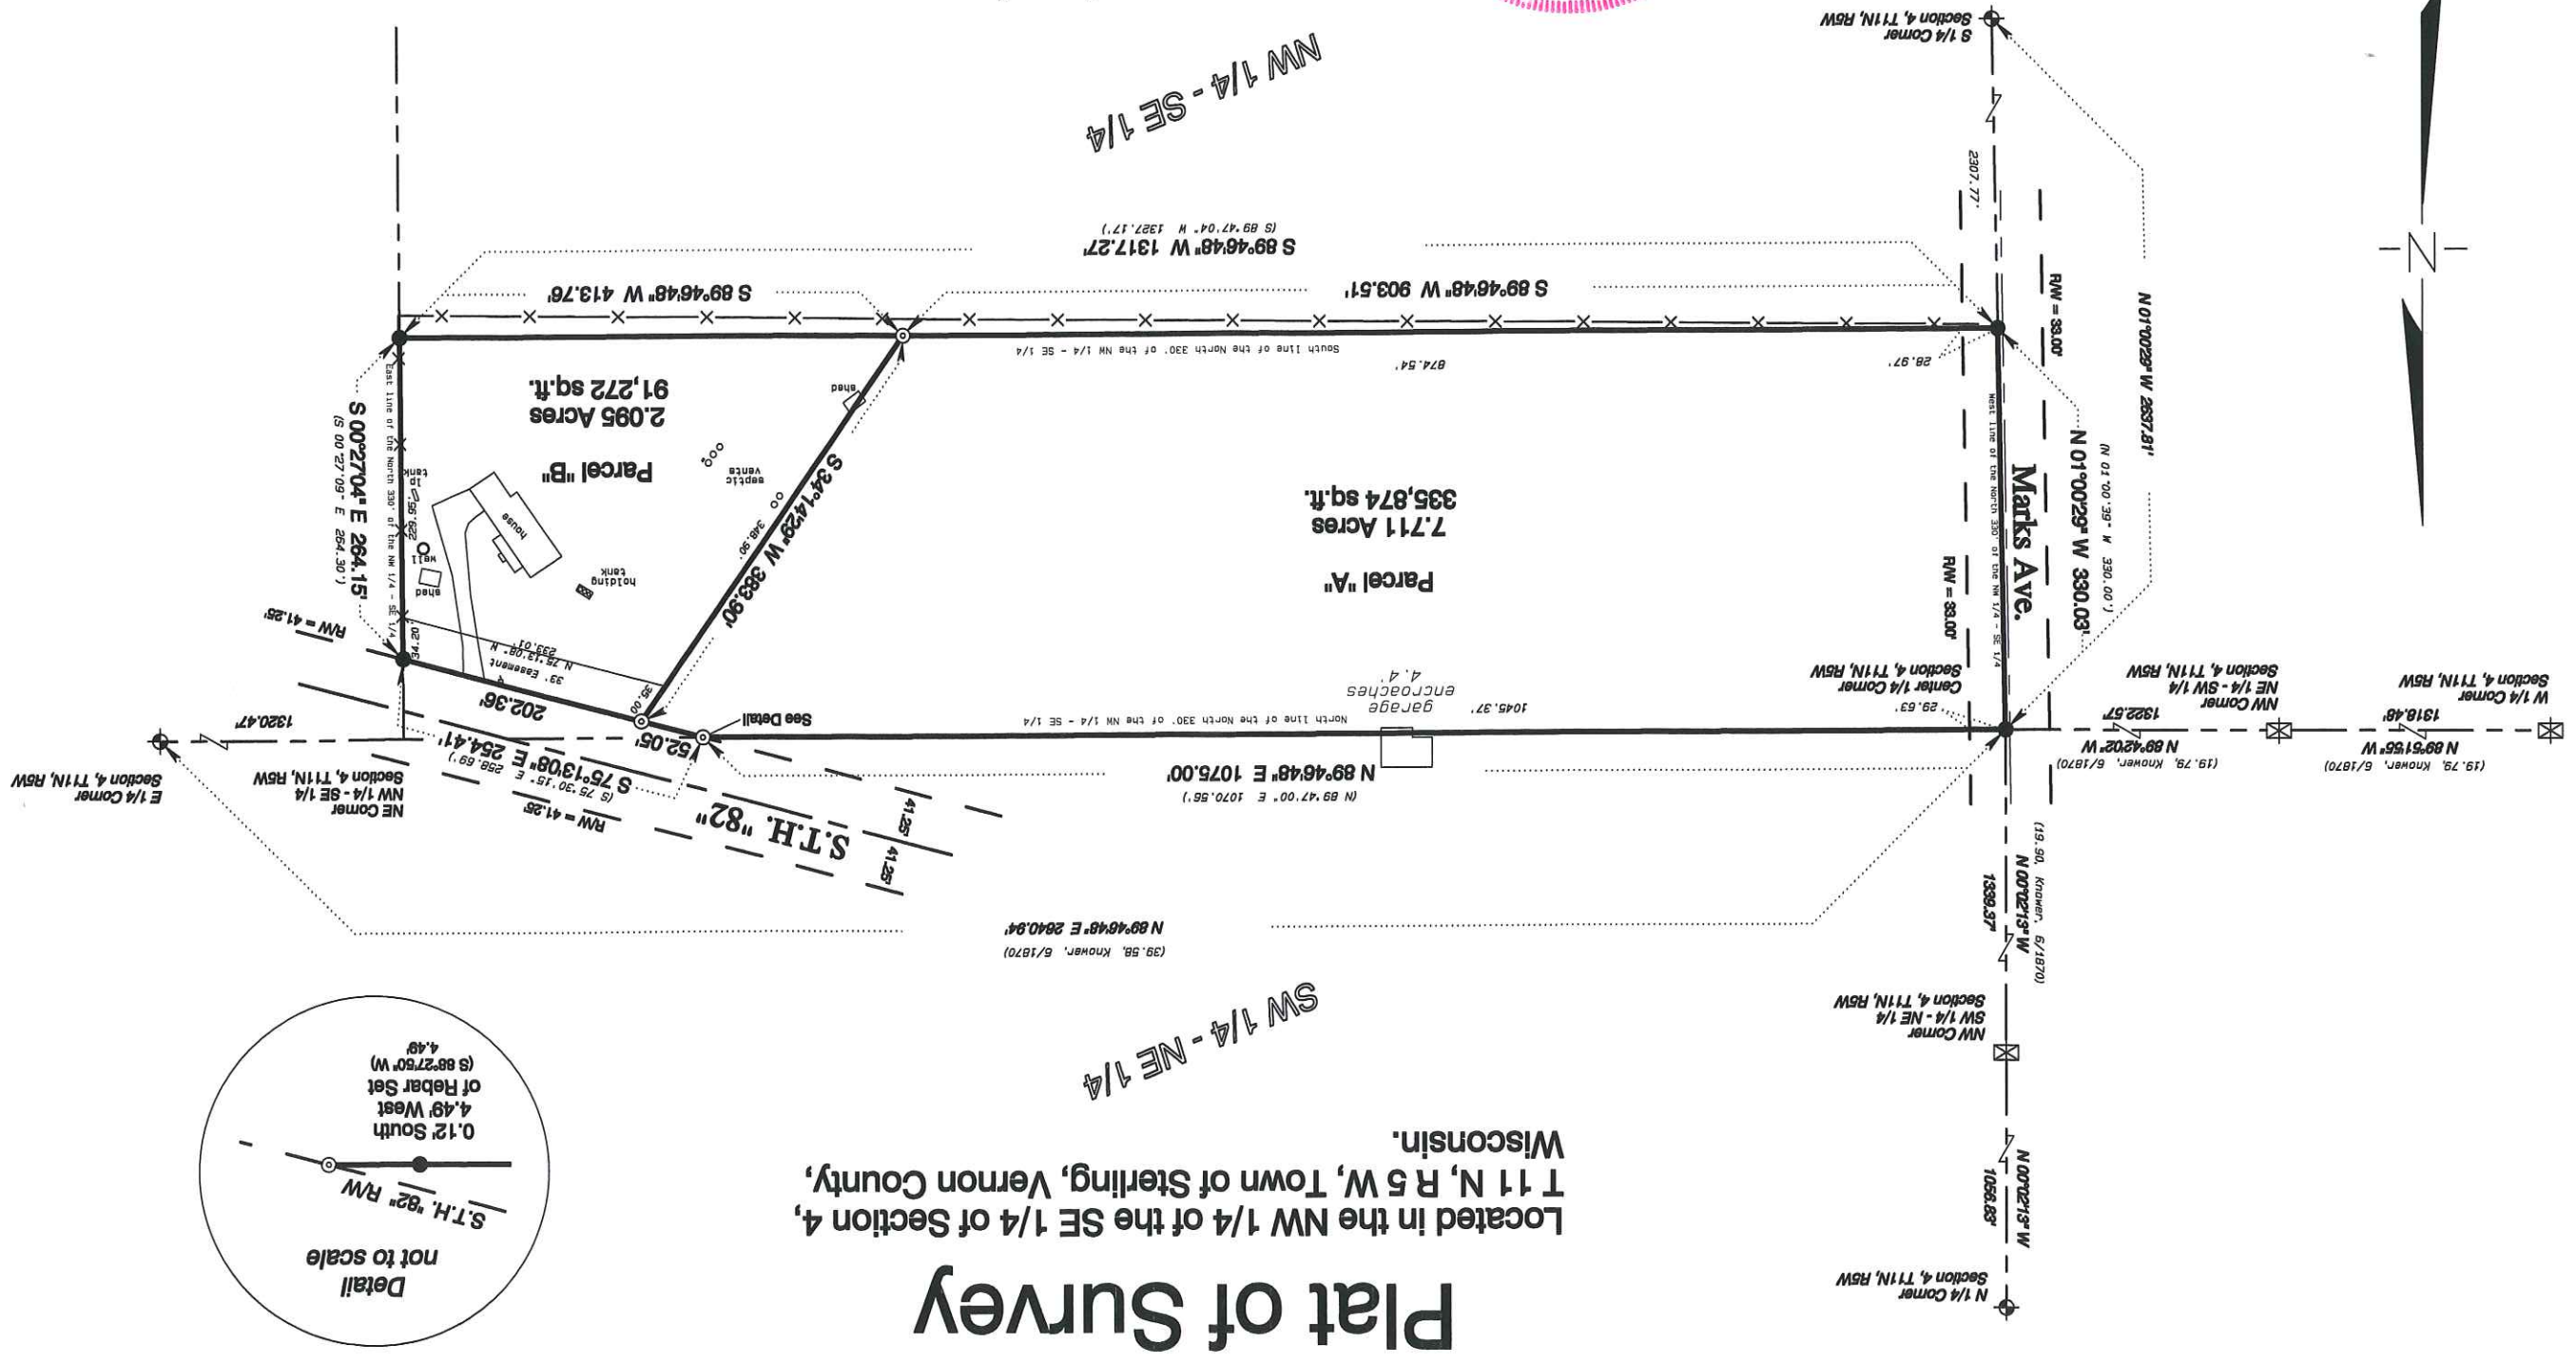 Plat of Survey
Located in the NW 1/4 of the SE 1/4 of Section 4,
T 11 N, R 5 W, Town of Sterling, Vernon County,
Wisconsin.
N 1/4 Corner
Section 4, T11N, R5W
N 00°02'13" W
1056.83'
NW Corner
SW 1/4 - NE 1/4
Section 4, T11N, R5W
(19.90, Knower, 6/1870)
N 00°02'13" W
1339.37'
SW 1/4 - NE 1/4
Detail
not to scale
S.T.H. "82" R/W
0.12' South
4.49' West
of Rebar Set
(S 88°27'50" W)
4.49'
(39.58, Knower, 6/1870)
N 89°46'48" E 2640.94'
W 1/4 Corner
Section 4, T11N, R5W
(19.79, Knower, 6/1870)
N 89°51'55" W
1318.48'
NW Corner
NE 1/4 - SW 1/4
Section 4, T11N, R5W
(19.79, Knower, 6/1870)
N 89°42'02" W
1322.57'
Center 1/4 Corner
Section 4, T11N, R5W
(N 89°47'00" E 1070.56')
N 89°46'48" E 1075.00'
29.63'
1045.37'
North line of the North 330' of the NW 1/4 - SE 1/4
garage
encroaches
4.4'
S.T.H. "82"
41.25'
41.25'
R/W = 41.25'
(S 75°30'15" E 258.69')
S 75°13'08" E 254.41'
52.05'
202.36'
See Detail
NE Corner
NW 1/4 - SE 1/4
Section 4, T11N, R5W
E 1/4 Corner
Section 4, T11N, R5W
1320.47'
R/W = 41.25'
33' Easement
N 75°13'08" W
233.01'
35.00'
34.20'
229.95'
Marks Ave.
R/W = 33.00'
R/W = 33.00'
(N 01°00'39" W 330.00')
N 01°00'29" W 330.03'
West line of the North 330' of the NW 1/4 - SE 1/4
N 01°00'29" W 2637.81'
Parcel "A"
7.711 Acres
335,874 sq.ft.
S 34°14'29" W 383.90'
348.90'
holding
tank
septic
vents
house
shed
well
lp
tank
shed
Parcel "B"
2.095 Acres
91,272 sq.ft.
East line of the North 330' of the NW 1/4 - SE 1/4
S 00°27'04" E 264.15'
(S 00°27'09" E 264.30')
28.97'
874.54'
South line of the North 330' of the NW 1/4 - SE 1/4
S 89°46'48" W 903.51'
S 89°46'48" W 413.76'
S 89°46'48" W 1317.27'
(S 89°47'04" W 1327.17')
N
2307.77'
NW 1/4 - SE 1/4
S 1/4 Corner
Section 4, T11N, R5W